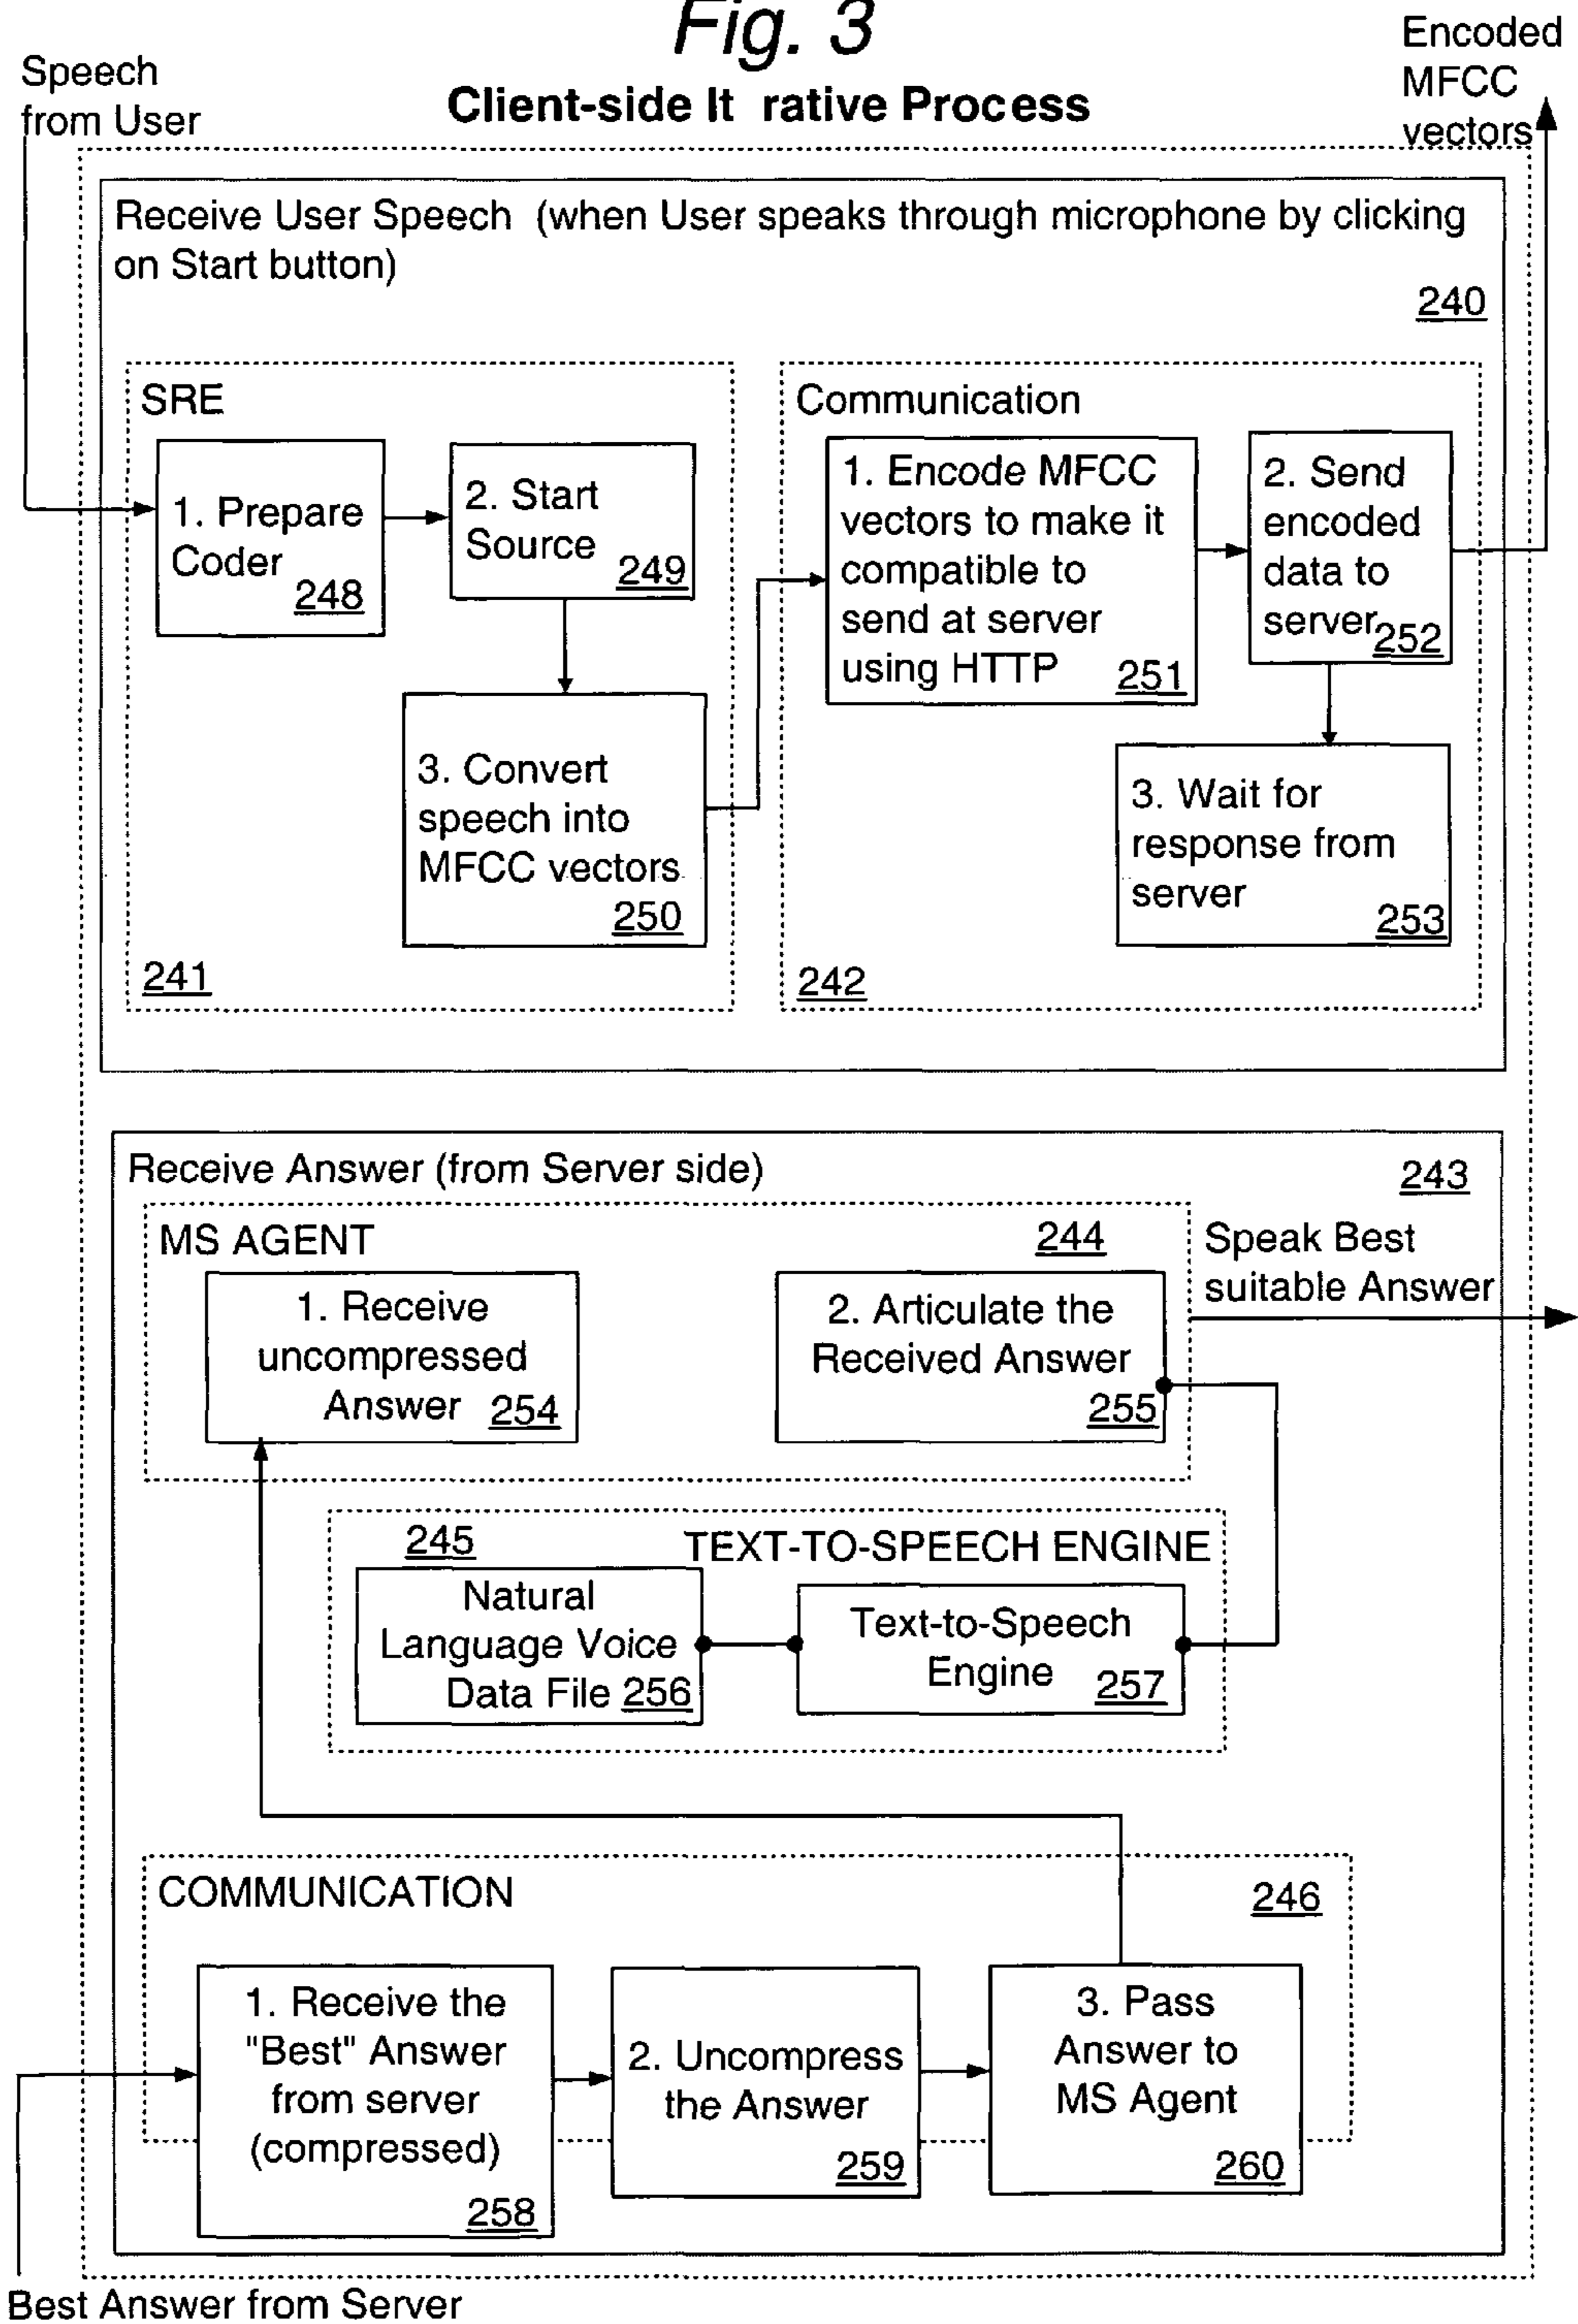 Fig. 3
Speech
from User
Client-side It rative Process
Encoded
MFCC
vectors
Receive User Speech (when User speaks through microphone by clicking
on Start button)
240
SRE
1. Prepare
Coder
248
2. Start
Source
249
3. Convert
speech into
MFCC vectors
250
241
Communication
1. Encode MFCC
vectors to make it
compatible to
send at server
using HTTP
251
2. Send
encoded
data to
server
252
3. Wait for
response from
server
253
242
Receive Answer (from Server side)
243
MS AGENT
244
1. Receive
uncompressed
Answer 254
2. Articulate the
Received Answer
255
Speak Best
suitable Answer
245
TEXT-TO-SPEECH ENGINE
Natural
Language Voice
Data File 256
Text-to-Speech
Engine
257
COMMUNICATION
246
1. Receive the
"Best" Answer
from server
(compressed)
258
2. Uncompress
the Answer
259
3. Pass
Answer to
MS Agent
260
Best Answer from Server